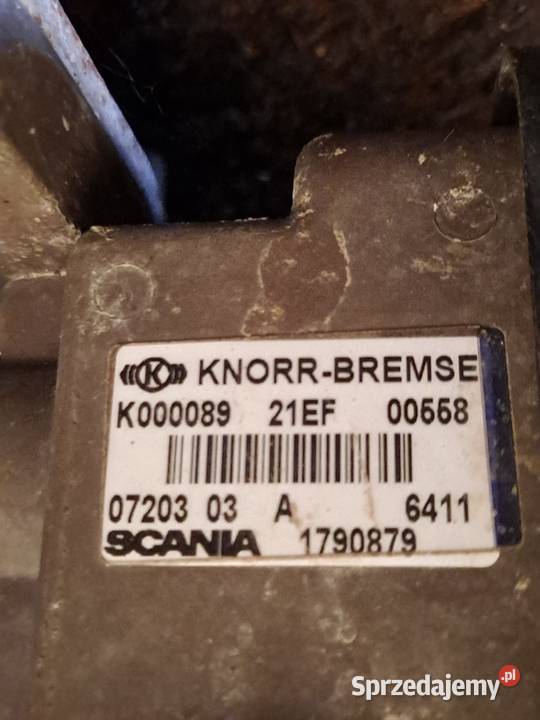 K KNORR-BREMSE
K000089 21EF 00558
07203 03 A 6411
SCANIA 1790879
Sprzedajemy.pl